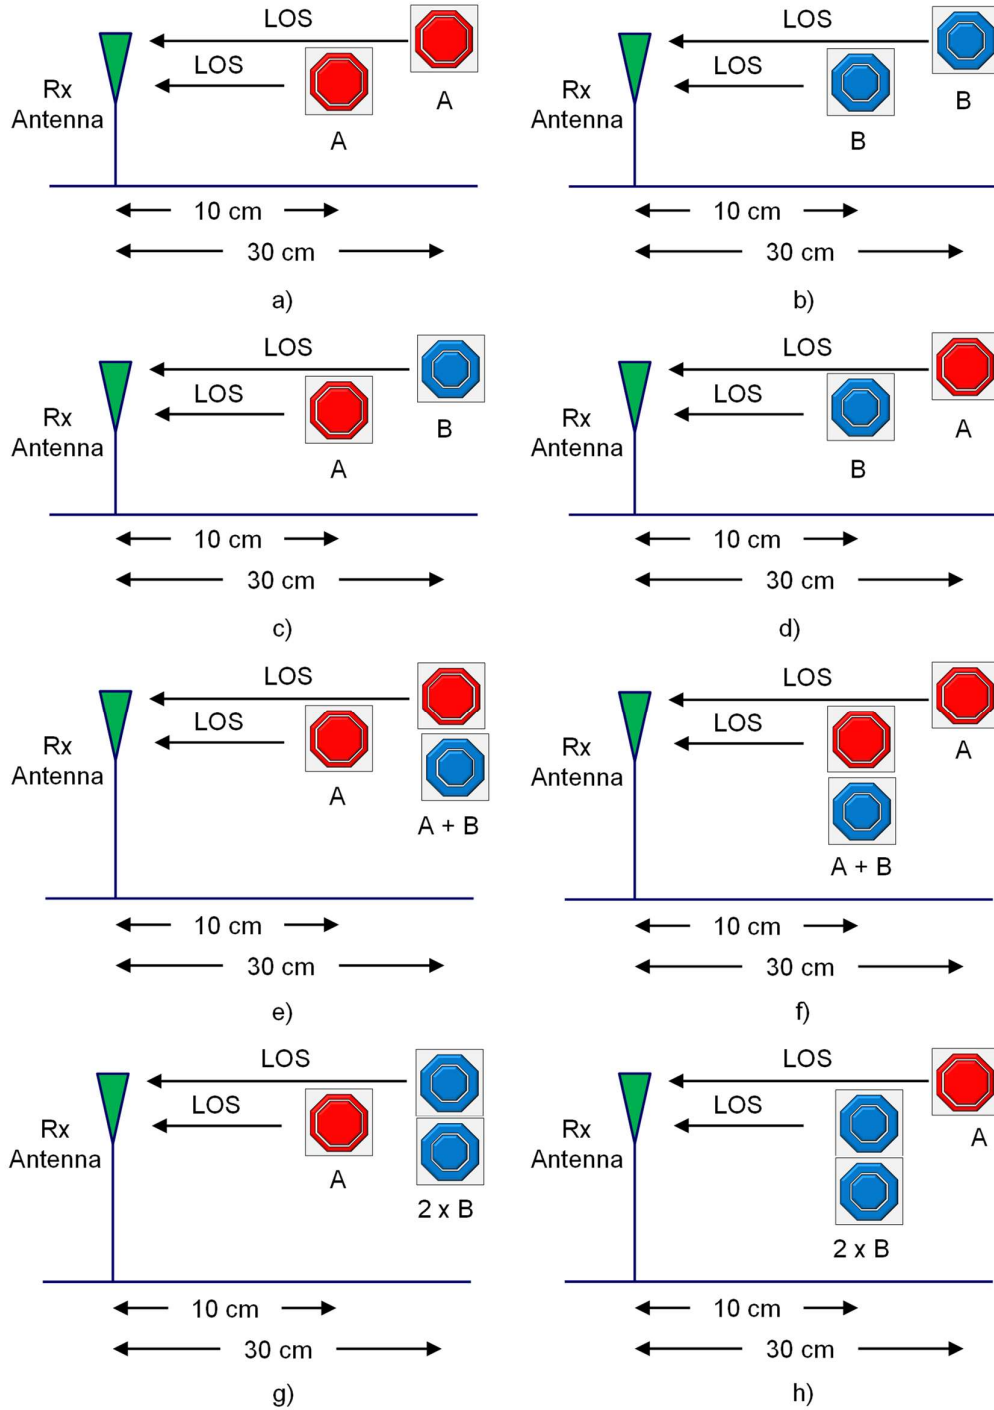 LOS
LOS
Rx
Antenna
A
A
10 cm
30 cm
a)
LOS
LOS
Rx
Antenna
B
B
10 cm
30 cm
b)
LOS
LOS
Rx
Antenna
B
A
10 cm
30 cm
c)
LOS
LOS
Rx
Antenna
A
B
10 cm
30 cm
d)
LOS
LOS
Rx
Antenna
A
A + B
10 cm
30 cm
e)
LOS
LOS
Rx
Antenna
A
A + B
10 cm
30 cm
f)
LOS
LOS
Rx
Antenna
A
2 x B
10 cm
30 cm
g)
LOS
LOS
Rx
Antenna
A
2 x B
10 cm
30 cm
h)